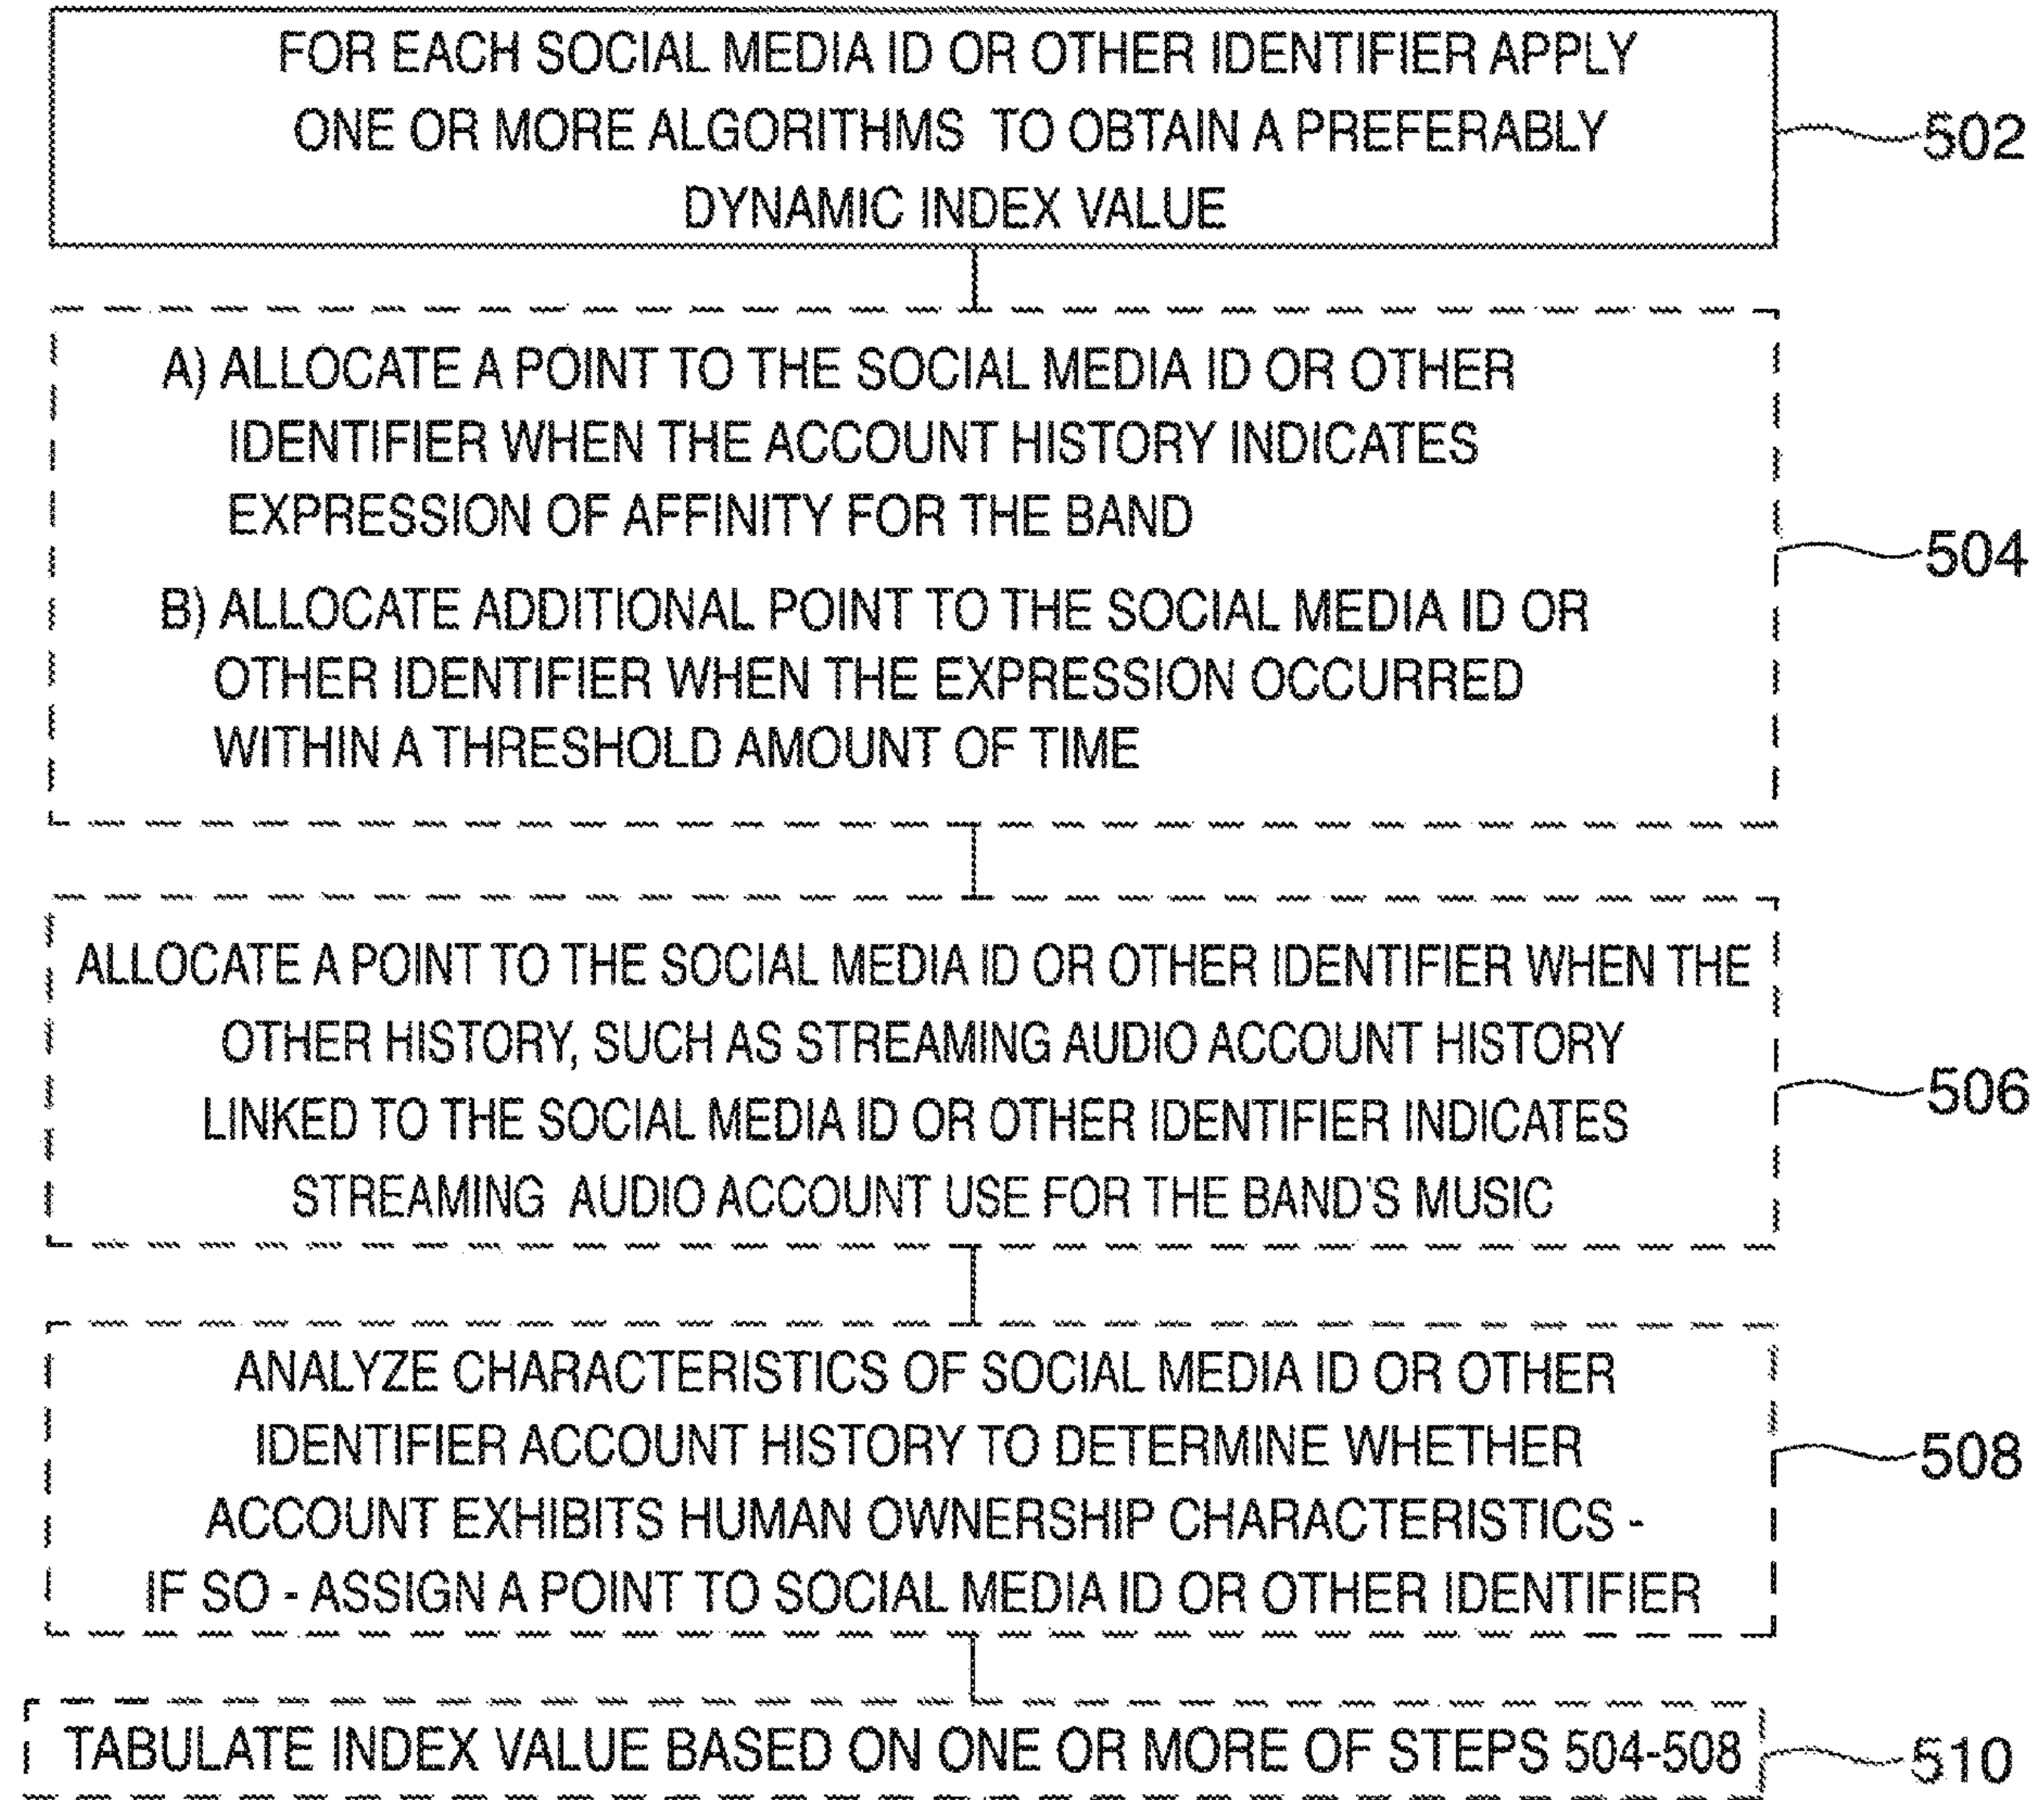 FOR EACH SOCIAL MEDIA ID OR OTHER IDENTIFIER APPLY
ONE OR MORE ALGORITHMS TO OBTAIN A PREFERABLY
DYNAMIC INDEX VALUE
502
A) ALLOCATE A POINT TO THE SOCIAL MEDIA ID OR OTHER
IDENTIFIER WHEN THE ACCOUNT HISTORY INDICATES
EXPRESSION OF AFFINITY FOR THE BAND
B) ALLOCATE ADDITIONAL POINT TO THE SOCIAL MEDIA ID OR
OTHER IDENTIFIER WHEN THE EXPRESSION OCCURRED
WITHIN A THRESHOLD AMOUNT OF TIME
504
ALLOCATE A POINT TO THE SOCIAL MEDIA ID OR OTHER IDENTIFIER WHEN THE
OTHER HISTORY, SUCH AS STREAMING AUDIO ACCOUNT HISTORY
LINKED TO THE SOCIAL MEDIA ID OR OTHER IDENTIFIER INDICATES
STREAMING AUDIO ACCOUNT USE FOR THE BAND'S MUSIC
506
ANALYZE CHARACTERISTICS OF SOCIAL MEDIA ID OR OTHER
IDENTIFIER ACCOUNT HISTORY TO DETERMINE WHETHER
ACCOUNT EXHIBITS HUMAN OWNERSHIP CHARACTERISTICS -
IF SO - ASSIGN A POINT TO SOCIAL MEDIA ID OR OTHER IDENTIFIER
508
TABULATE INDEX VALUE BASED ON ONE OR MORE OF STEPS 504-508
510